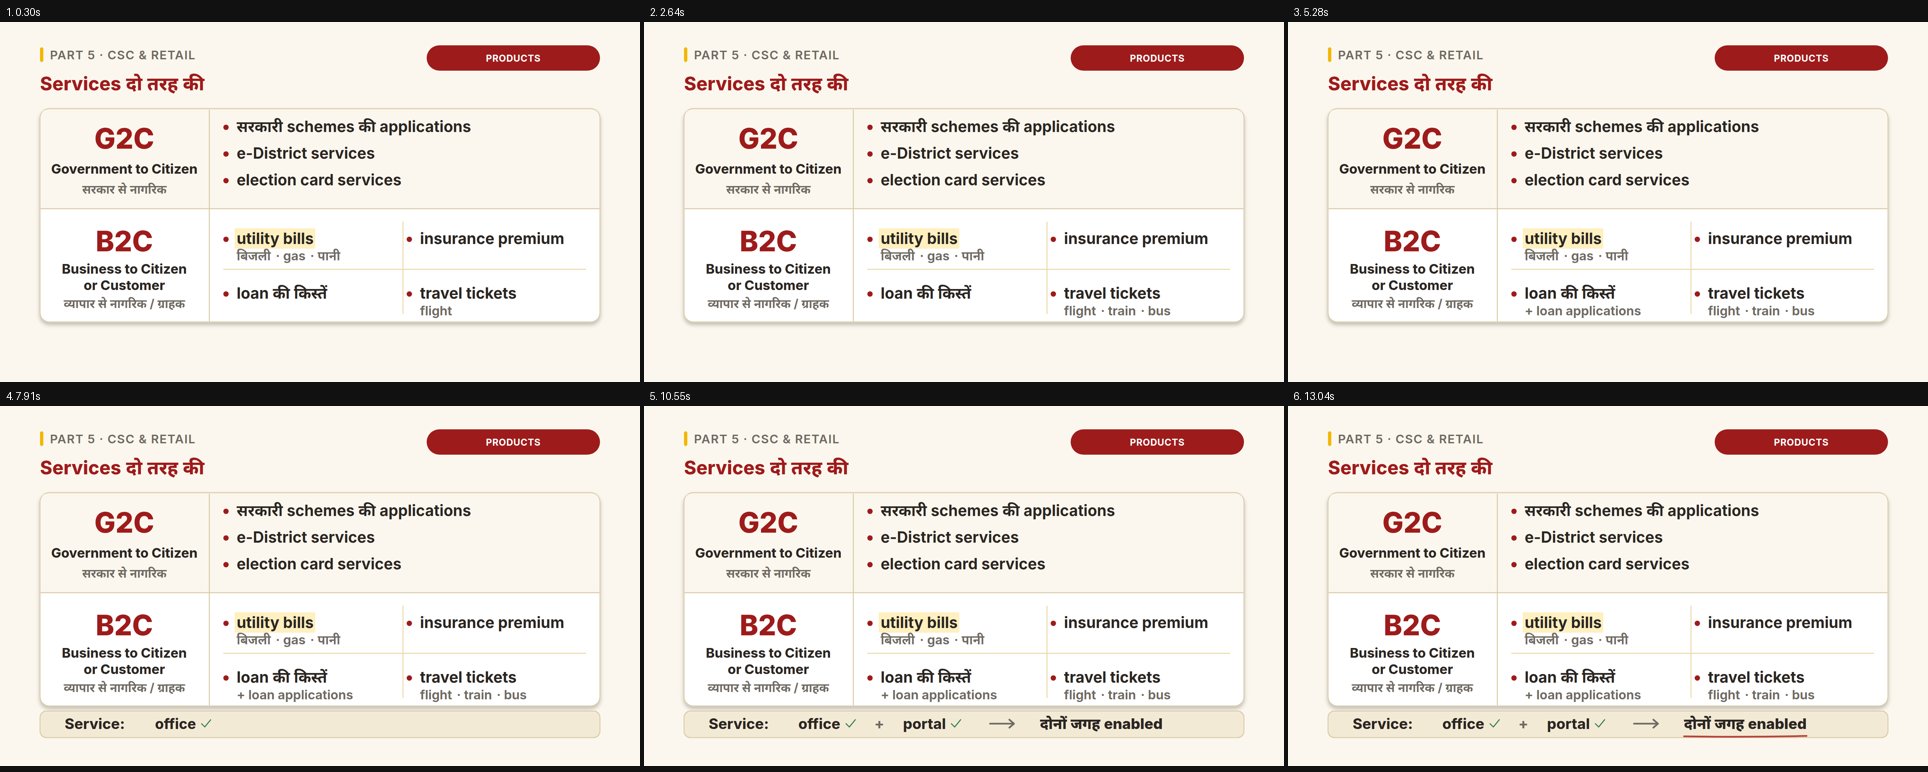 1. 0.30s
PART 5 · CSC & RETAIL
PRODUCTS
Services दो तरह की
G2C
Government to Citizen
सरकार से नागरिक
• सरकारी schemes की applications
• e-District services
• election card services
B2C
Business to Citizen
or Customer
व्यापार से नागरिक / ग्राहक
• utility bills
बिजली · gas · पानी
• insurance premium
• loan की किस्तें
• travel tickets
flight
2. 2.64s
PART 5 · CSC & RETAIL
PRODUCTS
Services दो तरह की
G2C
Government to Citizen
सरकार से नागरिक
• सरकारी schemes की applications
• e-District services
• election card services
B2C
Business to Citizen
or Customer
व्यापार से नागरिक / ग्राहक
• utility bills
बिजली · gas · पानी
• insurance premium
• loan की किस्तें
• travel tickets
flight · train · bus
3. 5.28s
PART 5 · CSC & RETAIL
PRODUCTS
Services दो तरह की
G2C
Government to Citizen
सरकार से नागरिक
• सरकारी schemes की applications
• e-District services
• election card services
B2C
Business to Citizen
or Customer
व्यापार से नागरिक / ग्राहक
• utility bills
बिजली · gas · पानी
• insurance premium
• loan की किस्तें
+ loan applications
• travel tickets
flight · train · bus
4. 7.91s
PART 5 · CSC & RETAIL
PRODUCTS
Services दो तरह की
G2C
Government to Citizen
सरकार से नागरिक
• सरकारी schemes की applications
• e-District services
• election card services
B2C
Business to Citizen
or Customer
व्यापार से नागरिक / ग्राहक
• utility bills
बिजली · gas · पानी
• insurance premium
• loan की किस्तें
+ loan applications
• travel tickets
flight · train · bus
Service: office ✓
5. 10.55s
PART 5 · CSC & RETAIL
PRODUCTS
Services दो तरह की
G2C
Government to Citizen
सरकार से नागरिक
• सरकारी schemes की applications
• e-District services
• election card services
B2C
Business to Citizen
or Customer
व्यापार से नागरिक / ग्राहक
• utility bills
बिजली · gas · पानी
• insurance premium
• loan की किस्तें
+ loan applications
• travel tickets
flight · train · bus
Service: office ✓ + portal ✓ → दोनों जगह enabled
6. 13.04s
PART 5 · CSC & RETAIL
PRODUCTS
Services दो तरह की
G2C
Government to Citizen
सरकार से नागरिक
• सरकारी schemes की applications
• e-District services
• election card services
B2C
Business to Citizen
or Customer
व्यापार से नागरिक / ग्राहक
• utility bills
बिजली · gas · पानी
• insurance premium
• loan की किस्तें
+ loan applications
• travel tickets
flight · train · bus
Service: office ✓ + portal ✓ → दोनों जगह enabled